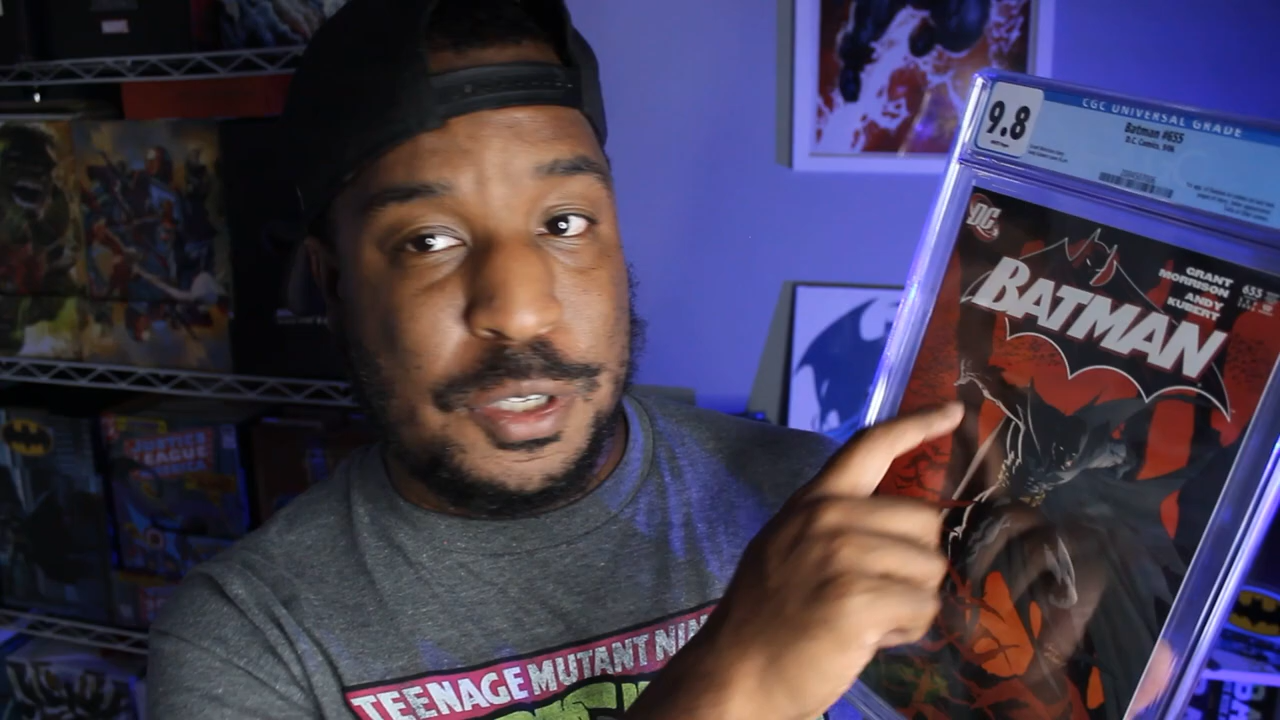 CGC UNIVERSAL GRADE
9.8
Batman #655
D.C. Comics, 9/06
DC
BATMAN
GRANT
MORRISON
ANDY
KUBERT
655
JUSTICE
LEAGUE
AMERICA
TEENAGE MUTANT NIN